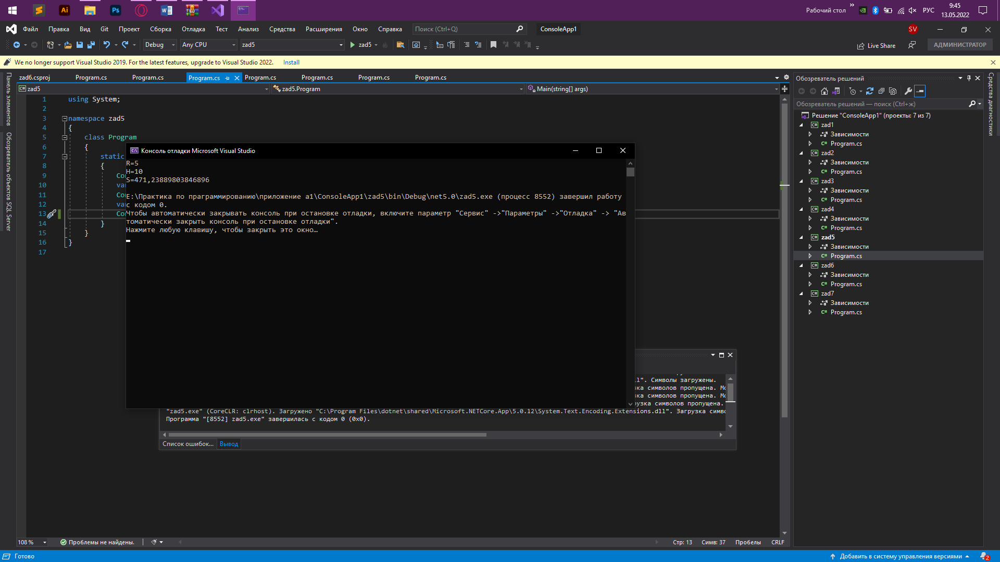 Рабочий стол
РУС
9:45
13.05.2022
Файл Правка Вид Git Проект Сборка Отладка Тест Анализ Средства Расширения Окно Справка Поиск (Ctrl+Q) ConsoleApp1 SV
Debug Any CPU zad5 zad5 Live Share АДМИНИСТРАТОР
We no longer support Visual Studio 2019. For the latest features, upgrade to Visual Studio 2022. Install
zad6.csproj Program.cs Program.cs Program.cs Program.cs Program.cs Program.cs Program.cs
zad5 zad5.Program Main(string[] args)
Панель элементов
Обозреватель объектов SQL Server
1 using System;
2
3 namespace zad5
4 {
5 class Program
6 {
7 static
8 {
9 Con
10 var
11 Con
12 var
13 Con
14 }
15 }
16 }
17
Консоль отладки Microsoft Visual Studio
R=5
H=10
S=471,23889803846896
E:\Практика по праграммированию\приложение а1\ConsoleApp1\zad5\bin\Debug\net5.0\zad5.exe (процесс 8552) завершил работу
с кодом 0.
Чтобы автоматически закрывать консоль при остановке отладки, включите параметр "Сервис" ->"Параметры" ->"Отладка" -> "Ав
томатически закрыть консоль при остановке отладки".
Нажмите любую клавишу, чтобы закрыть это окно…
ll". Символы загружены.
ка символов пропущена. Мо
ка символов пропущена. Мо
рузка символов пропущена.
"zad5.exe" (CoreCLR: clrhost). Загружено "C:\Program Files\dotnet\shared\Microsoft.NETCore.App\5.0.12\System.Text.Encoding.Extensions.dll". Загрузка симво
Программа "[8552] zad5.exe" завершилась с кодом 0 (0x0).
Список ошибок... Вывод
Обозреватель решений
Обозреватель решений — поиск (Ctrl+ж)
Решение "ConsoleApp1" (проекты: 7 из 7)
zad1
Зависимости
Program.cs
zad2
Зависимости
Program.cs
zad3
Зависимости
Program.cs
zad4
Зависимости
Program.cs
zad5
Зависимости
Program.cs
zad6
Зависимости
Program.cs
zad7
Зависимости
Program.cs
Средства диагностики
108 % Проблемы не найдены. Стр: 13 Симв: 37 Пробелы CRLF
Готово Добавить в систему управления версиями 2